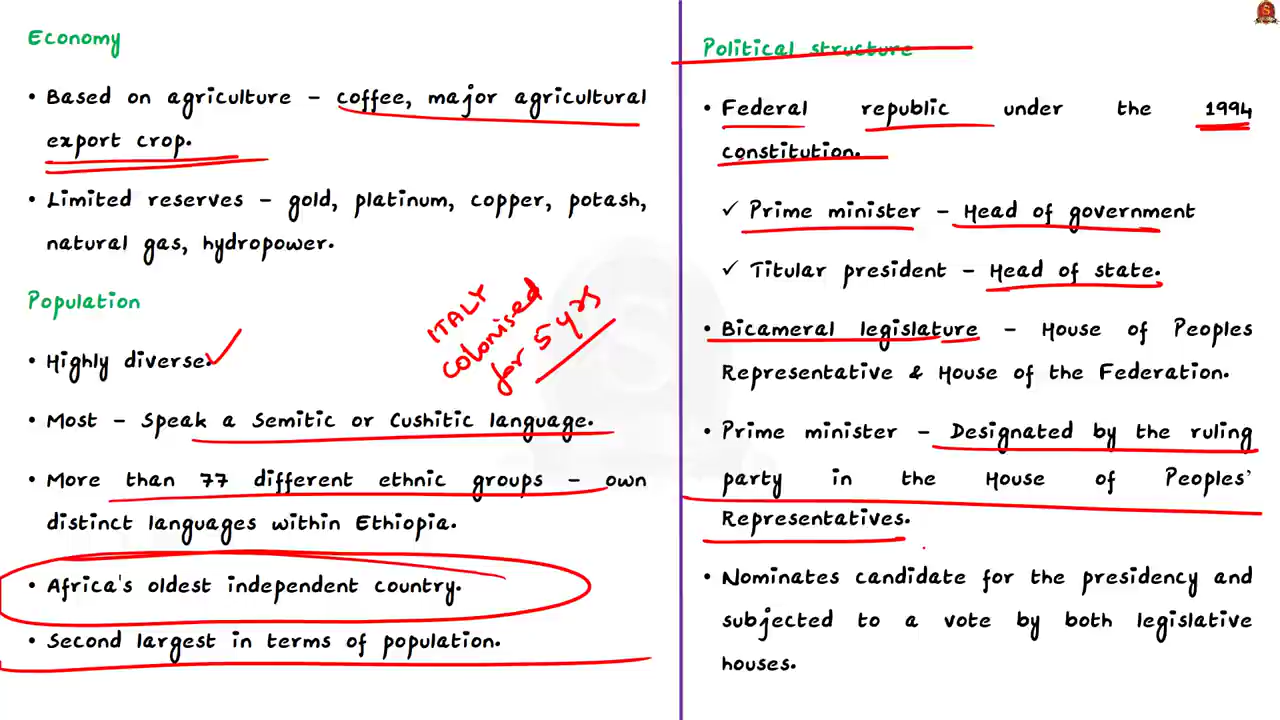 Economy
• Based on agriculture – coffee, major agricultural
export crop.
• Limited reserves – gold, platinum, copper, potash,
natural gas, hydropower.
Population
• Highly diverse.
ITALY
colonised
for 5 yrs
• Most – Speak a Semitic or Cushitic language.
• More than 77 different ethnic groups – own
distinct languages within Ethiopia.
• Africa's oldest independent country.
• Second largest in terms of population.
Political structure
• Federal republic under the 1994
constitution.
✓ Prime minister – Head of government
✓ Titular president – Head of state.
• Bicameral legislature – House of Peoples
Representative & House of the Federation.
• Prime minister – Designated by the ruling
party in the House of Peoples'
Representatives.
• Nominates candidate for the presidency and
subjected to a vote by both legislative
houses.